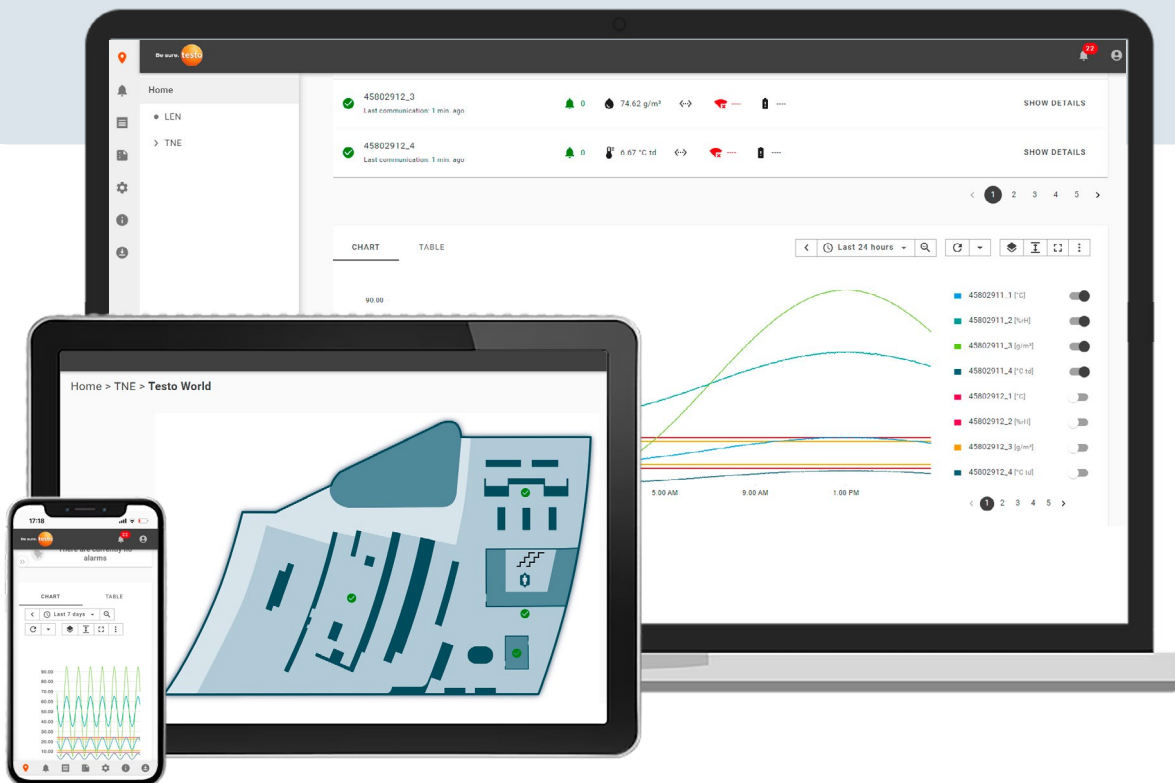 Be sure. testo
22
Home
LEN
TNE
45802912_3
Last communication: 1 min. ago
0
74.62 g/m³
----
----
SHOW DETAILS
45802912_4
Last communication: 1 min. ago
0
6.67 °C td
----
----
SHOW DETAILS
1 2 3 4 5
CHART TABLE
Last 24 hours
90.00
45802911_1 [°C]
45802911_2 [%rH]
45802911_3 [g/m³]
45802911_4 [°C td]
45802912_1 [°C]
45802912_2 [%rH]
45802912_3 [g/m³]
45802912_4 [°C td]
5:00 AM 9:00 AM 1:00 PM
1 2 3 4 5
Home > TNE > Testo World
17:18
Be sure. testo
There are currently no
alarms
CHART TABLE
Last 7 days
90.00
80.00
70.00
60.00
50.00
40.00
30.00
20.00
10.00